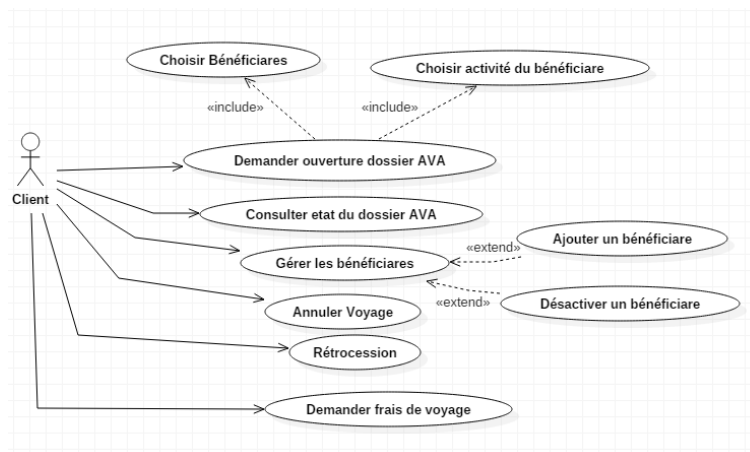 Choisir Bénéficiares
Choisir activité du bénéficiare
«include»
«include»
Demander ouverture dossier AVA
Client
Consulter etat du dossier AVA
Ajouter un bénéficiare
«extend»
Gérer les bénéficiares
«extend»
Désactiver un bénéficiare
Annuler Voyage
Rétrocession
Demander frais de voyage